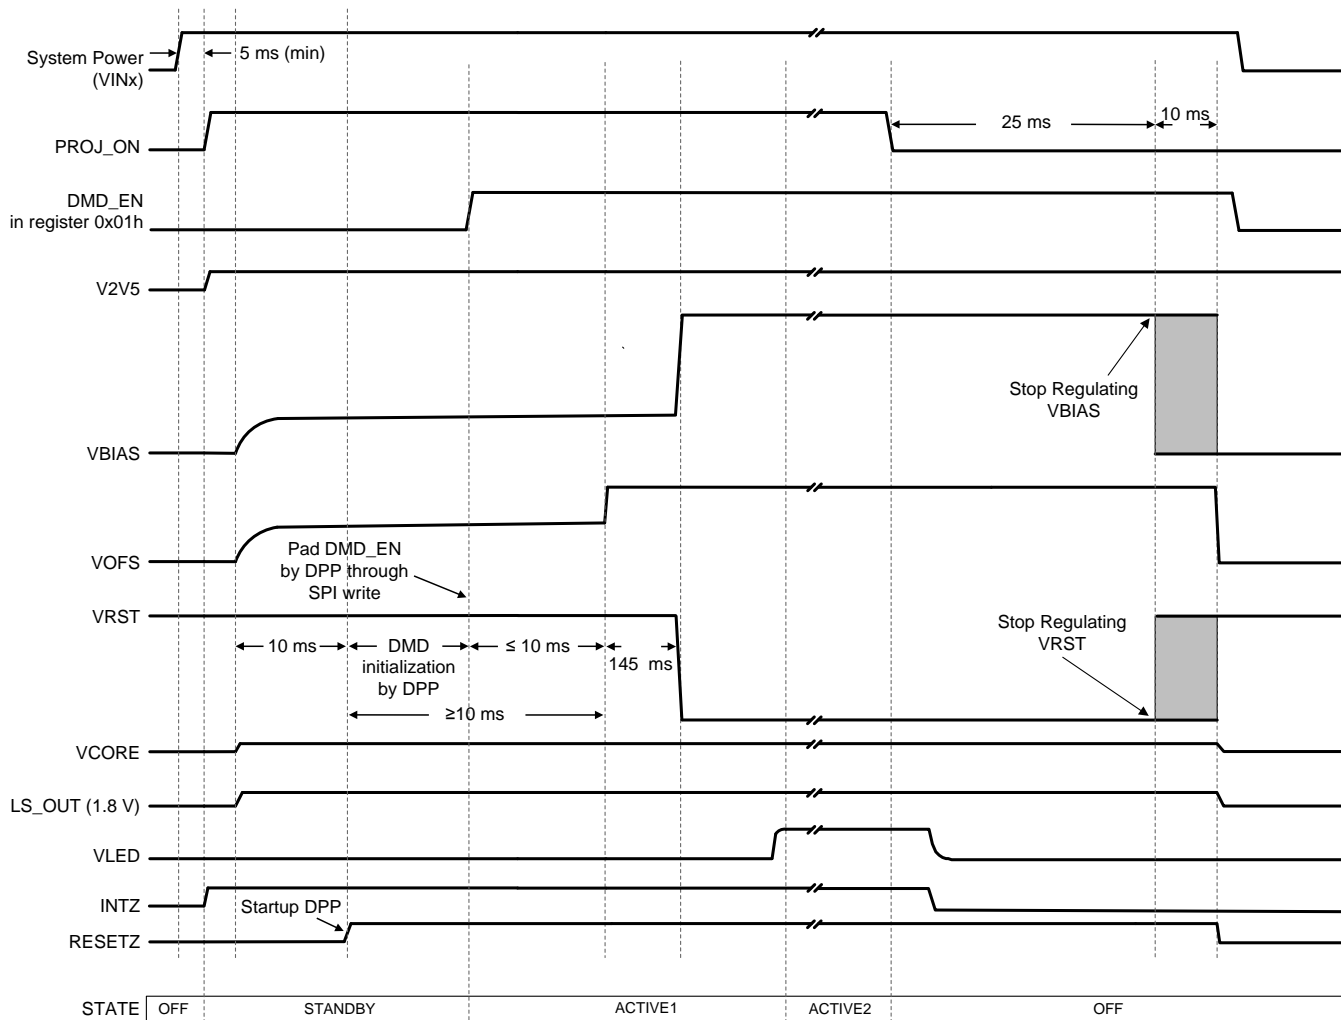 System Power
(VINx)
5 ms (min)
PROJ_ON
25 ms
10 ms
DMD_EN
in register 0x01h
V2V5
Stop Regulating
VBIAS
VBIAS
VOFS
Pad DMD_EN
by DPP through
SPI write
VRST
Stop Regulating
VRST
10 ms
DMD
initialization
by DPP
≤ 10 ms
145 ms
≥10 ms
VCORE
LS_OUT (1.8 V)
VLED
INTZ
Startup DPP
RESETZ
STATE
OFF
STANDBY
ACTIVE1
ACTIVE2
OFF